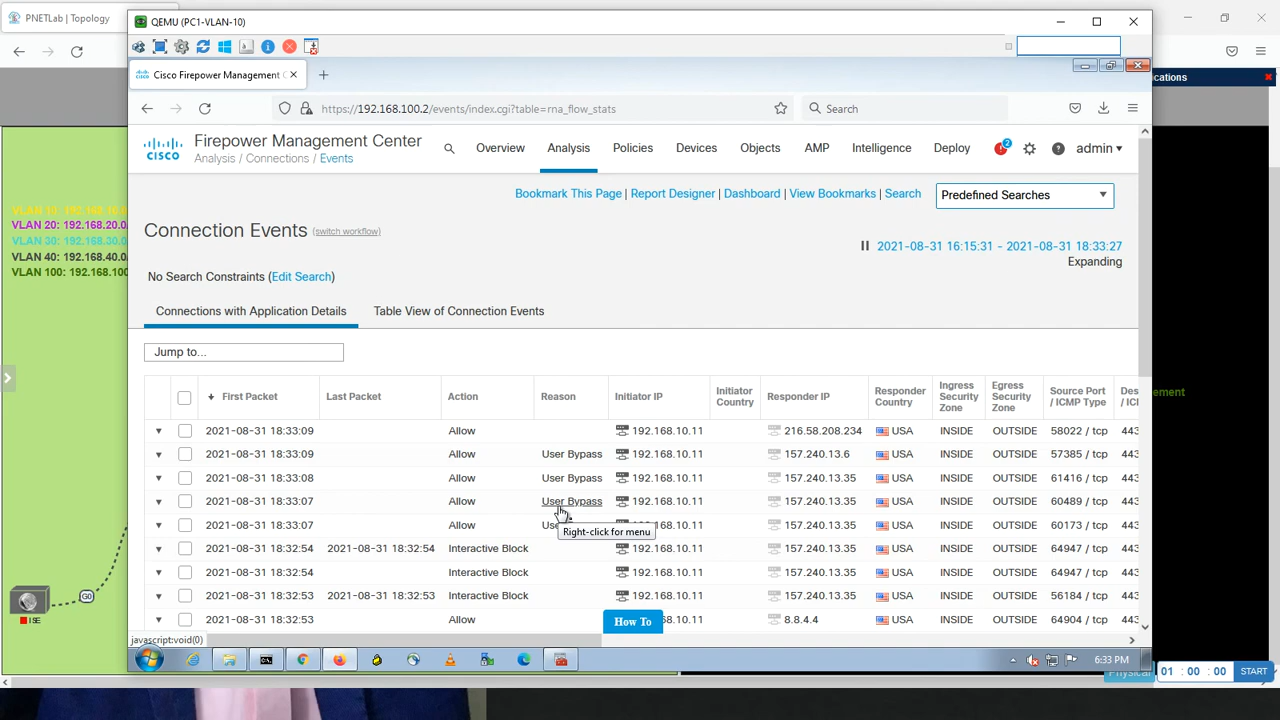 PNETLab | Topology
QEMU (PC1-VLAN-10)
Cisco Firepower Management C
https://192.168.100.2/events/index.cgi?table=rna_flow_stats
Search
cisco
Firepower Management Center
Analysis / Connections / Events
Overview
Analysis
Policies
Devices
Objects
AMP
Intelligence
Deploy
2
admin
Bookmark This Page | Report Designer | Dashboard | View Bookmarks | Search
Predefined Searches
Connection Events (switch workflow)
2021-08-31 16:15:31 - 2021-08-31 18:33:27
Expanding
No Search Constraints (Edit Search)
Connections with Application Details
Table View of Connection Events
Jump to...
First Packet Last Packet Action Reason Initiator IP Initiator Country Responder IP Responder Country Ingress Security Zone Egress Security Zone Source Port / ICMP Type Des / ICI
2021-08-31 18:33:09 Allow 192.168.10.11 216.58.208.234 USA INSIDE OUTSIDE 58022 / tcp 443
2021-08-31 18:33:09 Allow User Bypass 192.168.10.11 157.240.13.6 USA INSIDE OUTSIDE 57385 / tcp 443
2021-08-31 18:33:08 Allow User Bypass 192.168.10.11 157.240.13.35 USA INSIDE OUTSIDE 61416 / tcp 443
2021-08-31 18:33:07 Allow User Bypass 192.168.10.11 157.240.13.35 USA INSIDE OUTSIDE 60489 / tcp 443
2021-08-31 18:33:07 Allow Use 168.10.11 157.240.13.35 USA INSIDE OUTSIDE 60173 / tcp 443
Right-click for menu
2021-08-31 18:32:54 2021-08-31 18:32:54 Interactive Block 192.168.10.11 157.240.13.35 USA INSIDE OUTSIDE 64947 / tcp 443
2021-08-31 18:32:54 Interactive Block 192.168.10.11 157.240.13.35 USA INSIDE OUTSIDE 64947 / tcp 443
2021-08-31 18:32:53 2021-08-31 18:32:53 Interactive Block 192.168.10.11 157.240.13.35 USA INSIDE OUTSIDE 56184 / tcp 443
2021-08-31 18:32:53 Allow 68.10.11 8.8.4.4 USA INSIDE OUTSIDE 64904 / tcp 443
How To
javascript:void(0)
6:33 PM
VLAN 10: 192.168.10.0
VLAN 20: 192.168.20.0/
VLAN 30: 192.168.30.0/
VLAN 40: 192.168.40.0/
VLAN 100: 192.168.100
G0
ISE
ications
ement
Physical
01 : 00 : 00
START